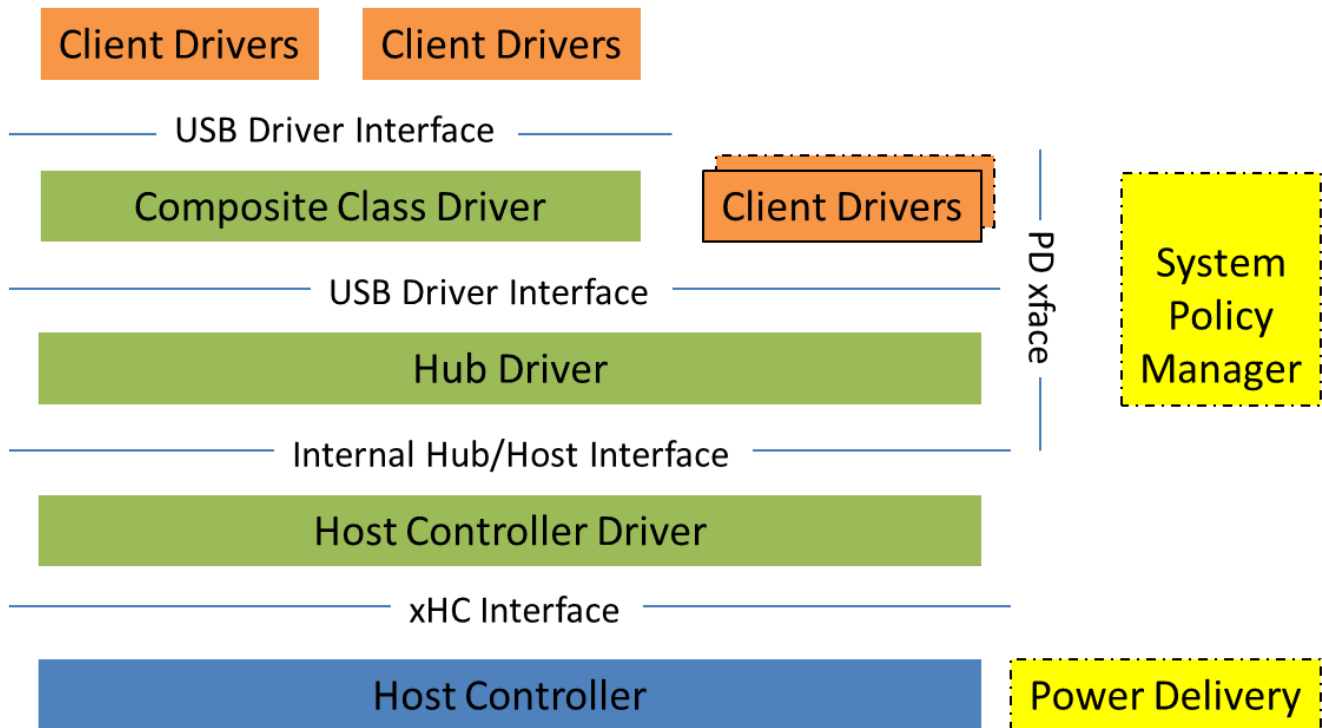 Client Drivers
Client Drivers
USB Driver Interface
Composite Class Driver
Client Drivers
USB Driver Interface
PD xface
System
Policy
Manager
Hub Driver
Internal Hub/Host Interface
Host Controller Driver
xHC Interface
Host Controller
Power Delivery